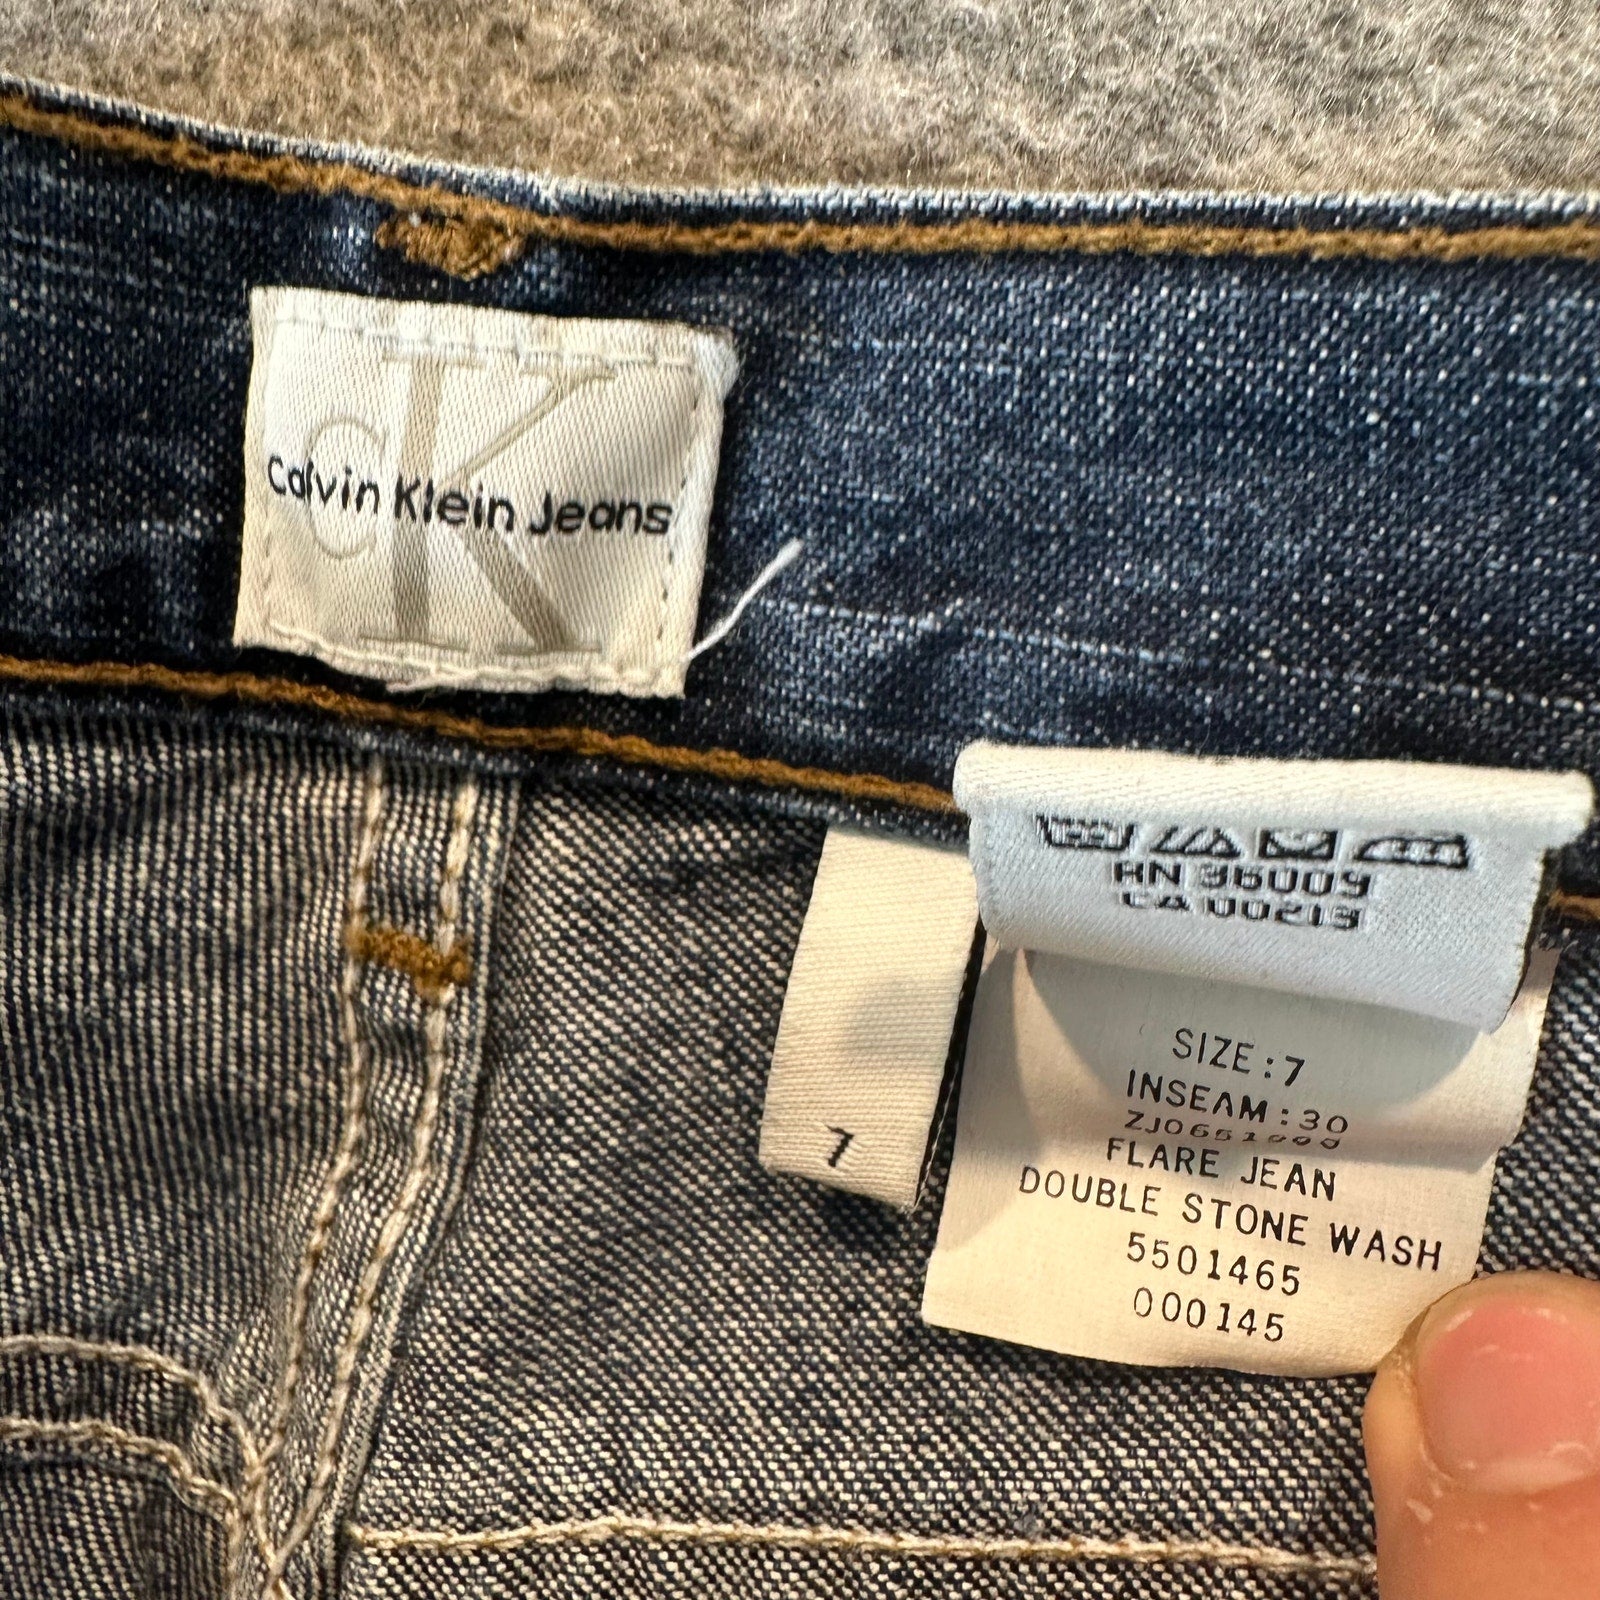 CK
Calvin Klein Jeans
RN 36009
CA 00213
7
SIZE:7
INSEAM:30
FLARE JEAN
DOUBLE STONE WASH
5501465
000145